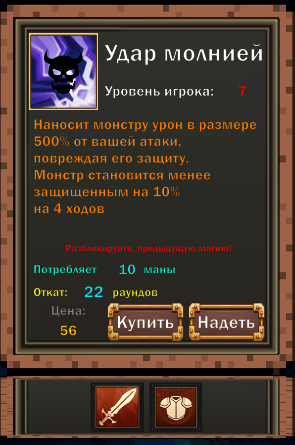 Удар молнией
Уровень игрока: 7
Наносит монстру урон в размере
500% от вашей атаки,
повреждая его защиту.
Монстр становится менее
защищенным на 10%
на 4 ходов
Разблокируйте, предыдущую магию!
Потребляет 10 маны
Откат: 22 раундов
Цена:
56
Купить
Надеть